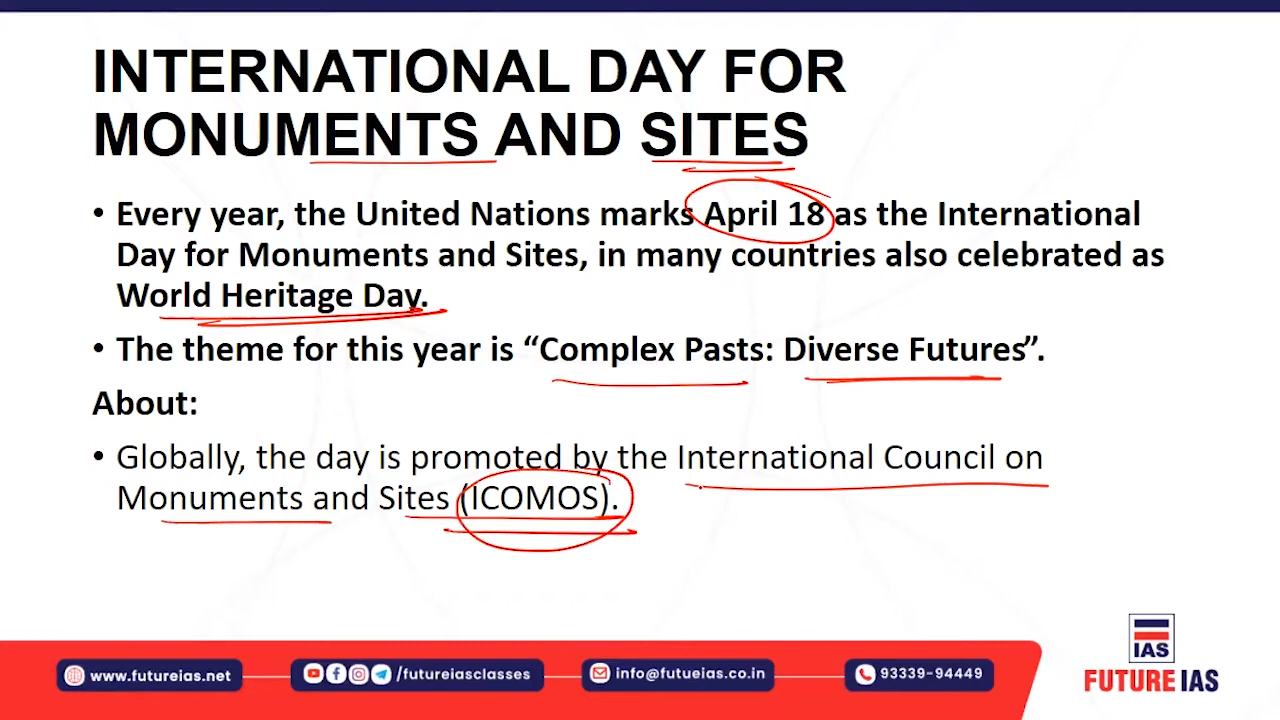 INTERNATIONAL DAY FOR
MONUMENTS AND SITES
• Every year, the United Nations marks April 18 as the International
Day for Monuments and Sites, in many countries also celebrated as
World Heritage Day.
• The theme for this year is “Complex Pasts: Diverse Futures”.
About:
• Globally, the day is promoted by the International Council on
Monuments and Sites (ICOMOS).
www.futureias.net
/futureiasclasses
info@futueias.co.in
93339-94449
IAS
FUTURE IAS